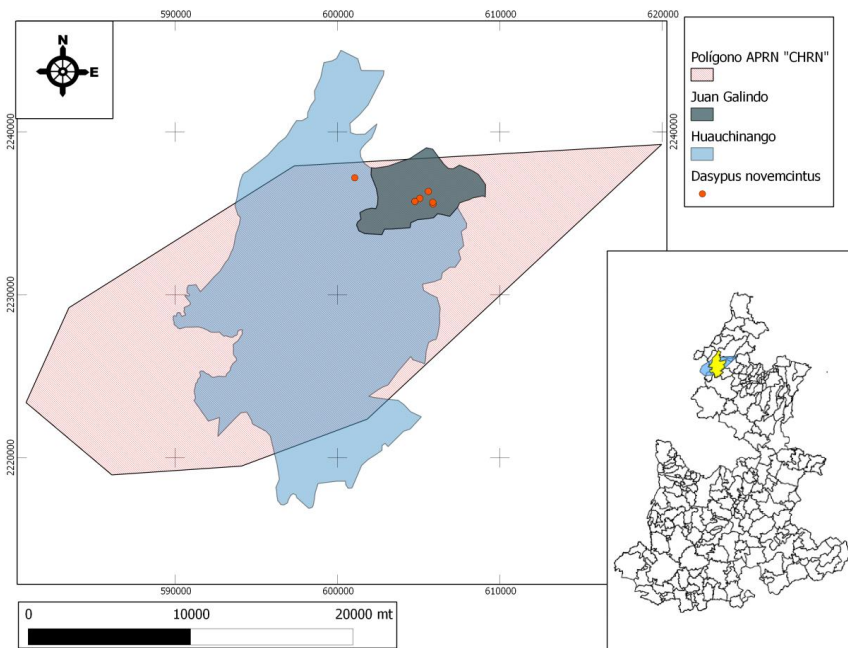 590000
600000
610000
620000
N
E
2240000
2230000
2220000
2240000
590000
600000
610000
0
10000
20000 mt
Polígono APRN "CHRN"
Juan Galindo
Huauchinango
Dasypus novemcintus